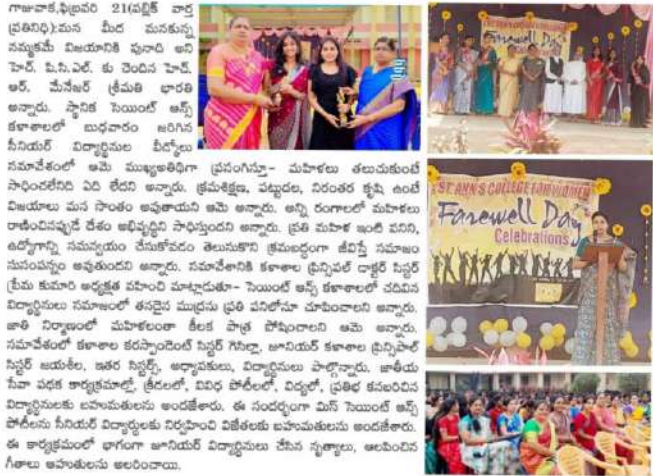 గాజువాక,ఫిబ్రవరి 21(పబ్లిక్ వార్త
ప్రతినిధి):మన మీద మనకున్న
నమ్మకమే విజయానికి పునాది అని
హెచ్. పి.సి.ఎల్. కు చెందిన హెచ్.
ఆర్. మేనేజర్ శ్రీమతి భారతి
అన్నారు. స్థానిక సెయింట్ ఆన్స్
కళాశాలలో బుధవారం జరిగిన
సీనియర్ విద్యార్థినుల వీడ్కోలు
సమావేశంలో ఆమె ముఖ్యఅతిథిగా ప్రసంగిస్తూ- మహిళలు తలుచుకుంటే
సాధించలేనిది ఏది లేదని అన్నారు. క్రమశిక్షణ, పట్టుదల, నిరంతర కృషి ఉంటే
విజయాలు మన సొంతం అవుతాయని ఆమె అన్నారు. అన్ని రంగాలలో మహిళలు
రాణించినప్పుడే దేశం అభివృద్ధిని సాధిస్తుందని అన్నారు. ప్రతి మహిళ ఇంటి పనిని,
ఉద్యోగాన్ని సమన్వయం చేసుకోవడం తెలుసుకొని క్రమబద్ధంగా జీవిస్తే సమాజం
సుసంపన్నం అవుతుందని అన్నారు. సమావేశానికి కళాశాల ప్రిన్సిపల్ డాక్టర్ సిస్టర్
ప్రేమ కుమారి అధ్యక్షత వహించి మాట్లాడుతూ- సెయింట్ ఆన్స్ కళాశాలలో చదివిన
విద్యార్థినులు సమాజంలో తనదైన ముద్రను ప్రతి పనిలోనూ చూపించాలని అన్నారు.
జాతి నిర్మాణంలో మహిళలంతా కీలక పాత్ర పోషించాలని ఆమె అన్నారు.
సమావేశంలో కళాశాల కరస్పాండెంట్ సిస్టర్ గిసెల్లా, జూనియర్ కళాశాల ప్రిన్సిపాల్
సిస్టర్ జయశీల, ఇతర సిస్టర్స్, అధ్యాపకులు, విద్యార్థినులు పాల్గొన్నారు. జాతీయ
సేవా పథక కార్యక్రమాల్లో, క్రీడలలో, వివిధ పోటీలలో, విద్యలో, ప్రతిభ కనబరిచిన
విద్యార్థినులకు బహుమతులను అందజేశారు. ఈ సందర్భంగా మిస్ సెయింట్ ఆన్స్
పోటీలను సీనియర్ విద్యార్థులకు నిర్వహించి విజేతలకు బహుమతులను అందజేశారు.
ఈ కార్యక్రమంలో భాగంగా జూనియర్ విద్యార్థినులు చేసిన నృత్యాలు, ఆలపించిన
గీతాలు ఆహుతులను అలరించాయి.
ST.ANN'S COLLEGE FOR WOMEN
Farewell Day
Celebrations
ST.ANN'S COLLEGE FOR WOMEN
Farewell Day
Celebrations